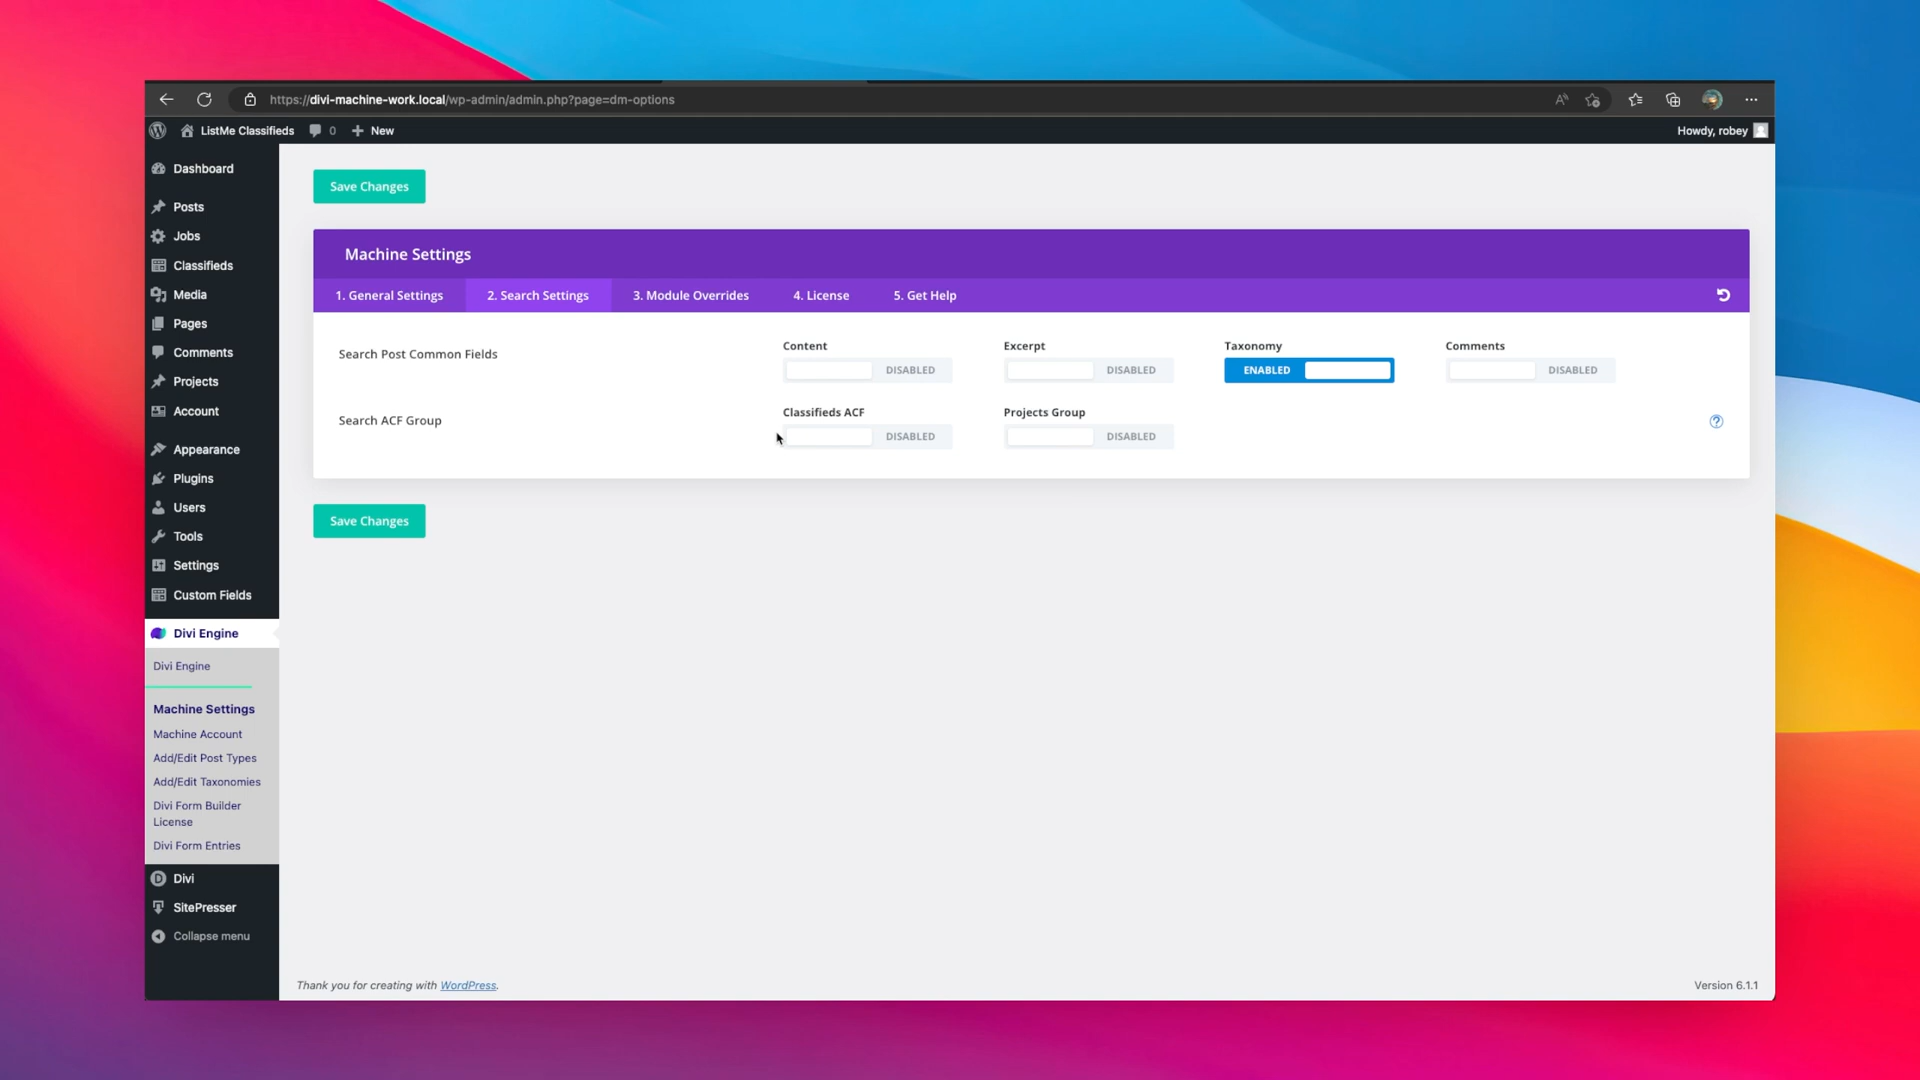 https://divi-machine-work.local/wp-admin/admin.php?page=dm-options
ListMe Classifieds 0 New Howdy, robey
Dashboard
Posts
Jobs
Classifieds
Media
Pages
Comments
Projects
Account
Appearance
Plugins
Users
Tools
Settings
Custom Fields
Divi Engine
Divi Engine
Machine Settings
Machine Account
Add/Edit Post Types
Add/Edit Taxonomies
Divi Form Builder
License
Divi Form Entries
Divi
SitePresser
Collapse menu
Save Changes
Machine Settings
1. General Settings 2. Search Settings 3. Module Overrides 4. License 5. Get Help
Search Post Common Fields
Content Excerpt Taxonomy Comments
DISABLED DISABLED ENABLED DISABLED
Search ACF Group
Classifieds ACF Projects Group
DISABLED DISABLED
Save Changes
Thank you for creating with WordPress. Version 6.1.1